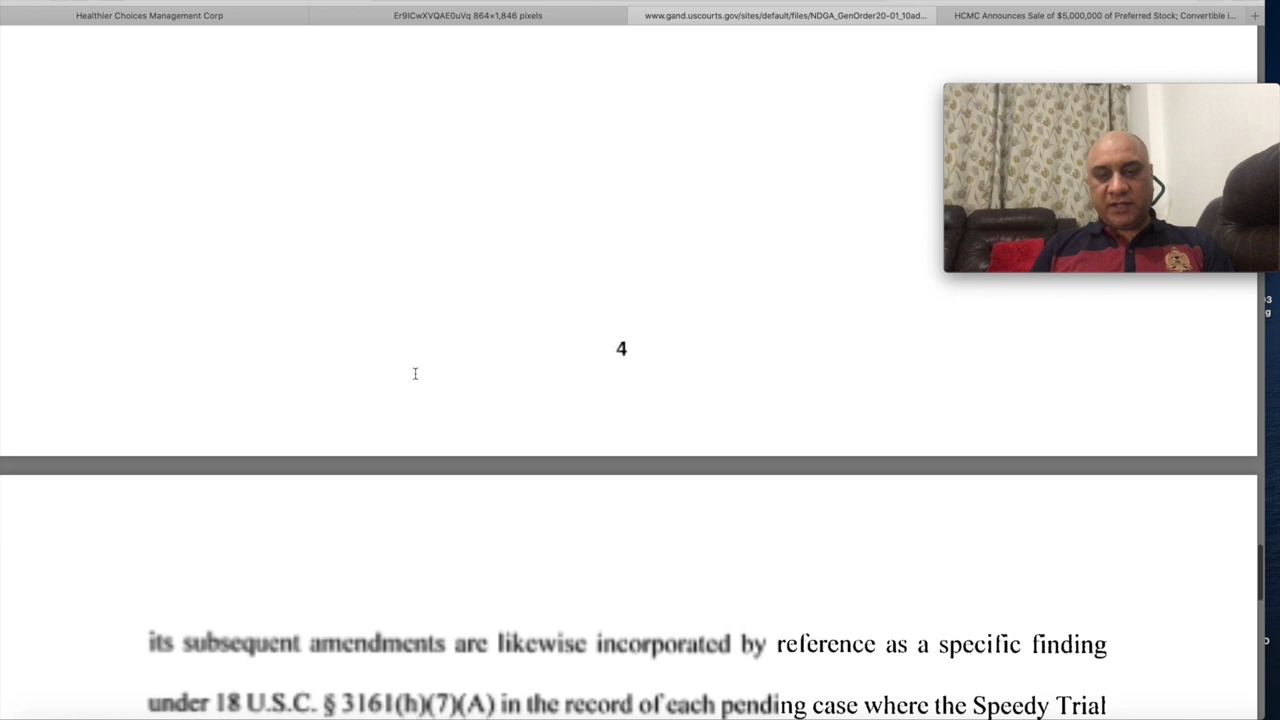 Healthier Choices Management Corp
Er9ICwXVQAE0uVq 864×1,846 pixels
www.gand.uscourts.gov/sites/default/files/NDGA_GenOrder20-01_10ad...
HCMC Announces Sale of $5,000,000 of Preferred Stock; Convertible i...
4
its subsequent amendments are likewise incorporated by reference as a specific finding
under 18 U.S.C. § 3161(h)(7)(A) in the record of each pending case where the Speedy Trial